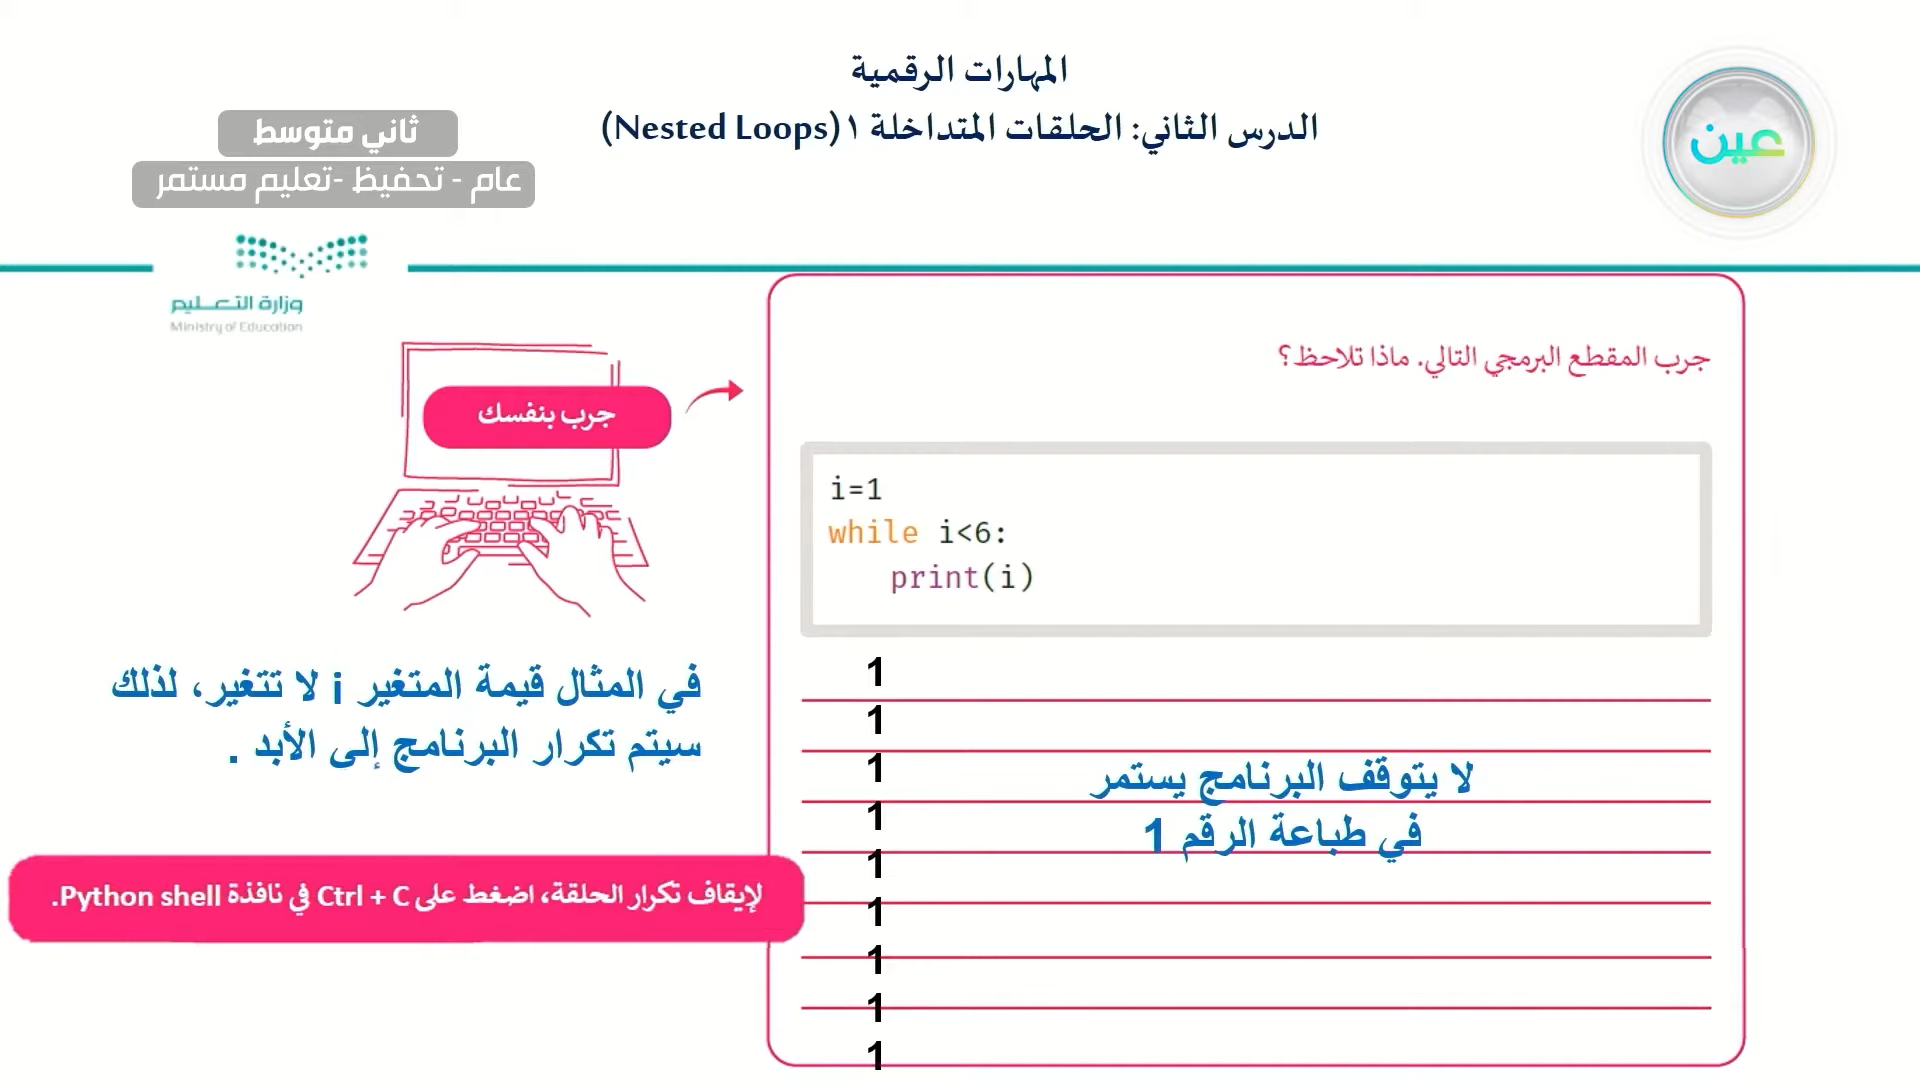 المهارات الرقمية
الدرس الثاني: الحلقات المتداخلة ١ (Nested Loops)
عين
ثاني متوسط
عام - تحفيظ -تعليم مستمر
وزارة التعـــليم
Ministry of Education
جرب المقطع البرمجي التالي. ماذا تلاحظ؟
جرب بنفسك
i=1
while i<6:
    print(i)
1
1
1
1
1
1
1
1
1
لا يتوقف البرنامج يستمر
في طباعة الرقم 1
في المثال قيمة المتغير i لا تتغير، لذلك
سيتم تكرار البرنامج إلى الأبد .
لإيقاف تكرار الحلقة، اضغط على Ctrl + C في نافذة Python shell.